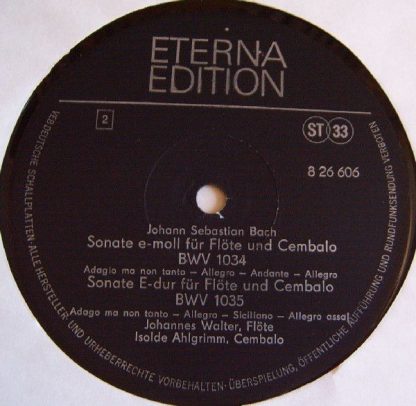 ETERNA
EDITION
2
ST 33
8 26 606
Johann Sebastian Bach
Sonate e-moll für Flöte und Cembalo
BWV 1034
Adagio ma non tanto – Allegro – Andante – Allegro
Sonate E-dur für Flöte und Cembalo
BWV 1035
Adago ma non tanto – Allegro – Siciliano – Allegro assai
Johannes Walter, Flöte
Isolde Ahlgrimm, Cembalo
VEB DEUTSCHE SCHALLPLATTEN · ALLE HERSTELLER UND URHEBERRECHTE VORBEHALTEN · ÜBERSPIELUNG, ÖFFENTLICHE AUFFÜHRUNG UND RUNDFUNKSENDUNG VERBOTEN